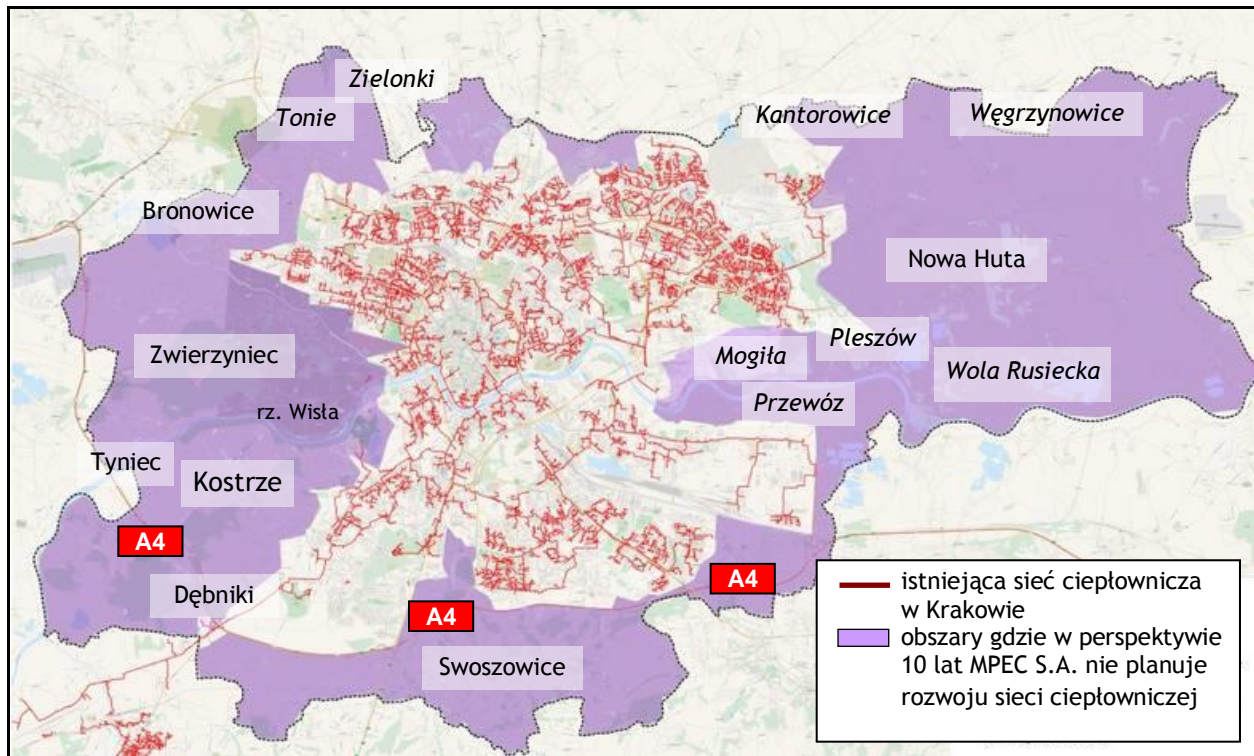 Zielonki
Tonie
Kantorowice
Węgrzynowice
Bronowice
Nowa Huta
Zwierzyniec
Mogiła
Pleszów
Wola Rusiecka
Przewóz
rz. Wisła
Tyniec
Kostrze
A4
Dębniki
A4
A4
Swoszowice
istniejąca sieć ciepłownicza
w Krakowie
obszary gdzie w perspektywie
10 lat MPEC S.A. nie planuje
rozwoju sieci ciepłowniczej